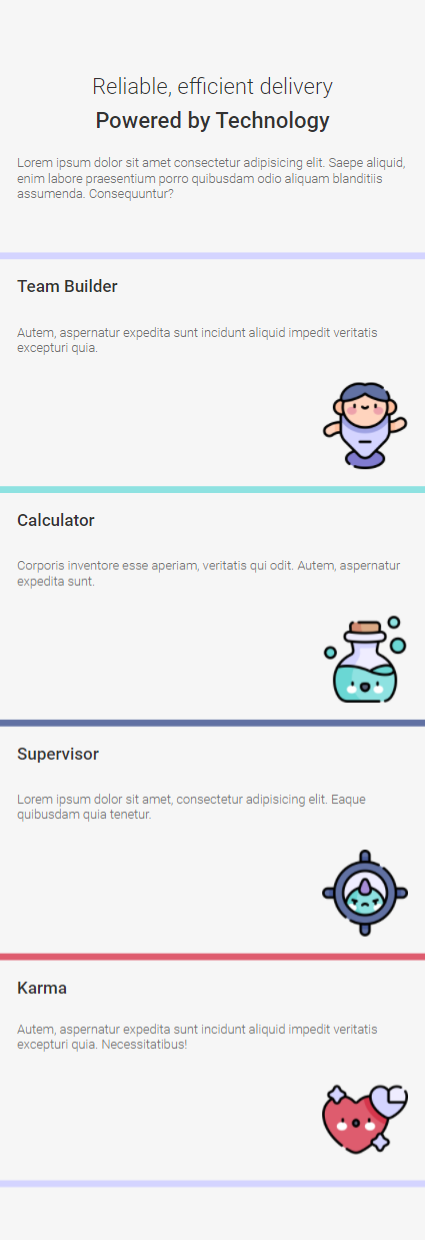 Reliable, efficient delivery
Powered by Technology
Lorem ipsum dolor sit amet consectetur adipisicing elit. Saepe aliquid,
enim labore praesentium porro quibusdam odio aliquam blanditiis
assumenda. Consequuntur?
Team Builder
Autem, aspernatur expedita sunt incidunt aliquid impedit veritatis
excepturi quia.
Calculator
Corporis inventore esse aperiam, veritatis qui odit. Autem, aspernatur
expedita sunt.
Supervisor
Lorem ipsum dolor sit amet, consectetur adipisicing elit. Eaque
quibusdam quia tenetur.
Karma
Autem, aspernatur expedita sunt incidunt aliquid impedit veritatis
excepturi quia. Necessitatibus!